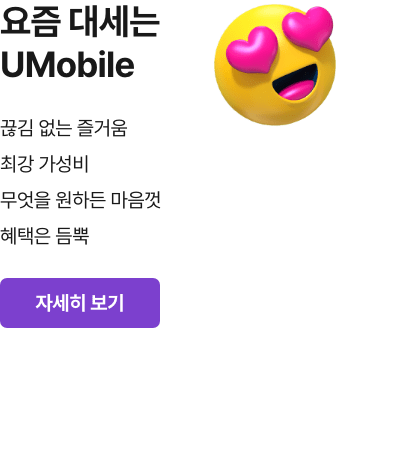 요즘 대세는
UMobile
끊김 없는 즐거움
최강 가성비
무엇을 원하든 마음껏
혜택은 듬뿍
자세히 보기